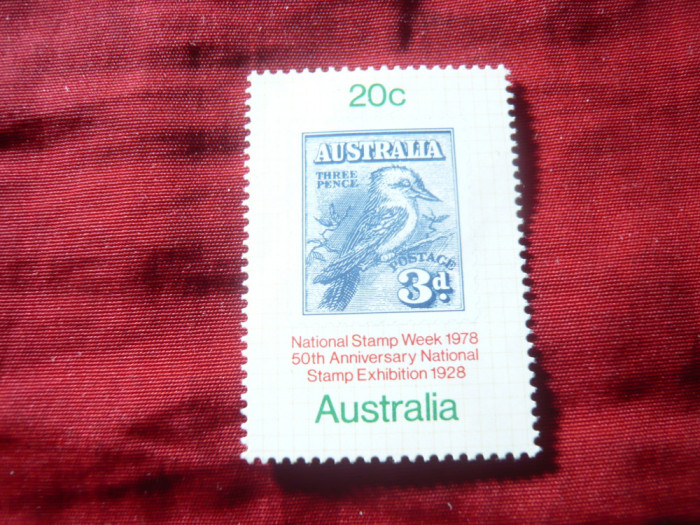 20c
AUSTRALIA
THREE
PENCE
POSTAGE
3d.
National Stamp Week 1978
50th Anniversary National
Stamp Exhibition 1928
Australia